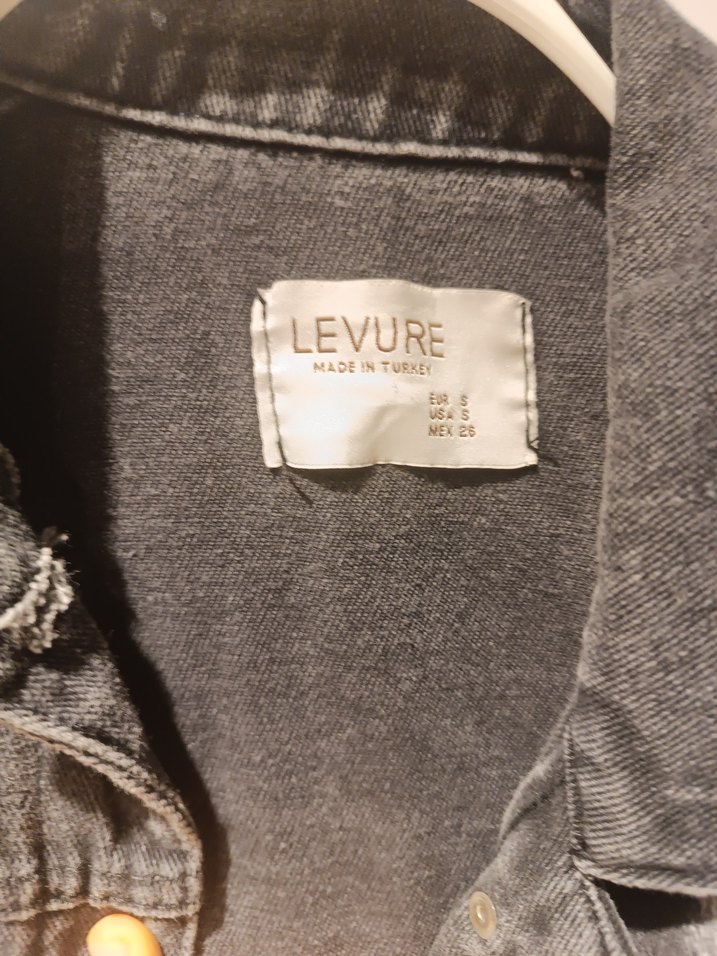 LEVURE
MADE IN TURKEY
EUR S
USA S
MEX 26